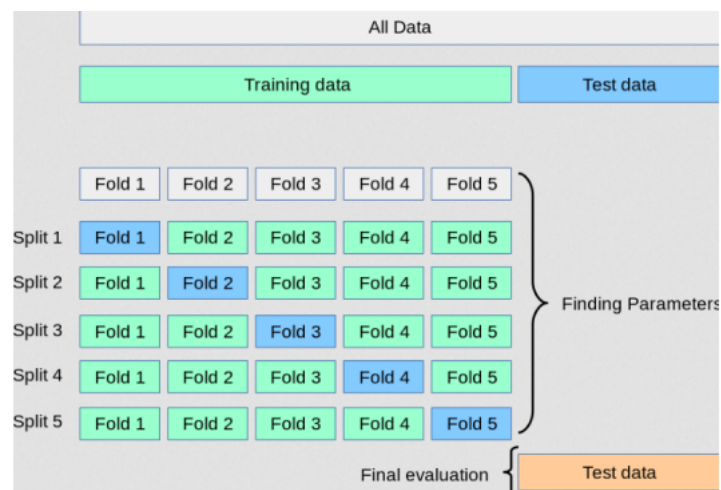 All Data
Training data Test data
Fold 1 Fold 2 Fold 3 Fold 4 Fold 5
Split 1 Fold 1 Fold 2 Fold 3 Fold 4 Fold 5
Split 2 Fold 1 Fold 2 Fold 3 Fold 4 Fold 5
Finding Parameters
Split 3 Fold 1 Fold 2 Fold 3 Fold 4 Fold 5
Split 4 Fold 1 Fold 2 Fold 3 Fold 4 Fold 5
Split 5 Fold 1 Fold 2 Fold 3 Fold 4 Fold 5
Final evaluation Test data